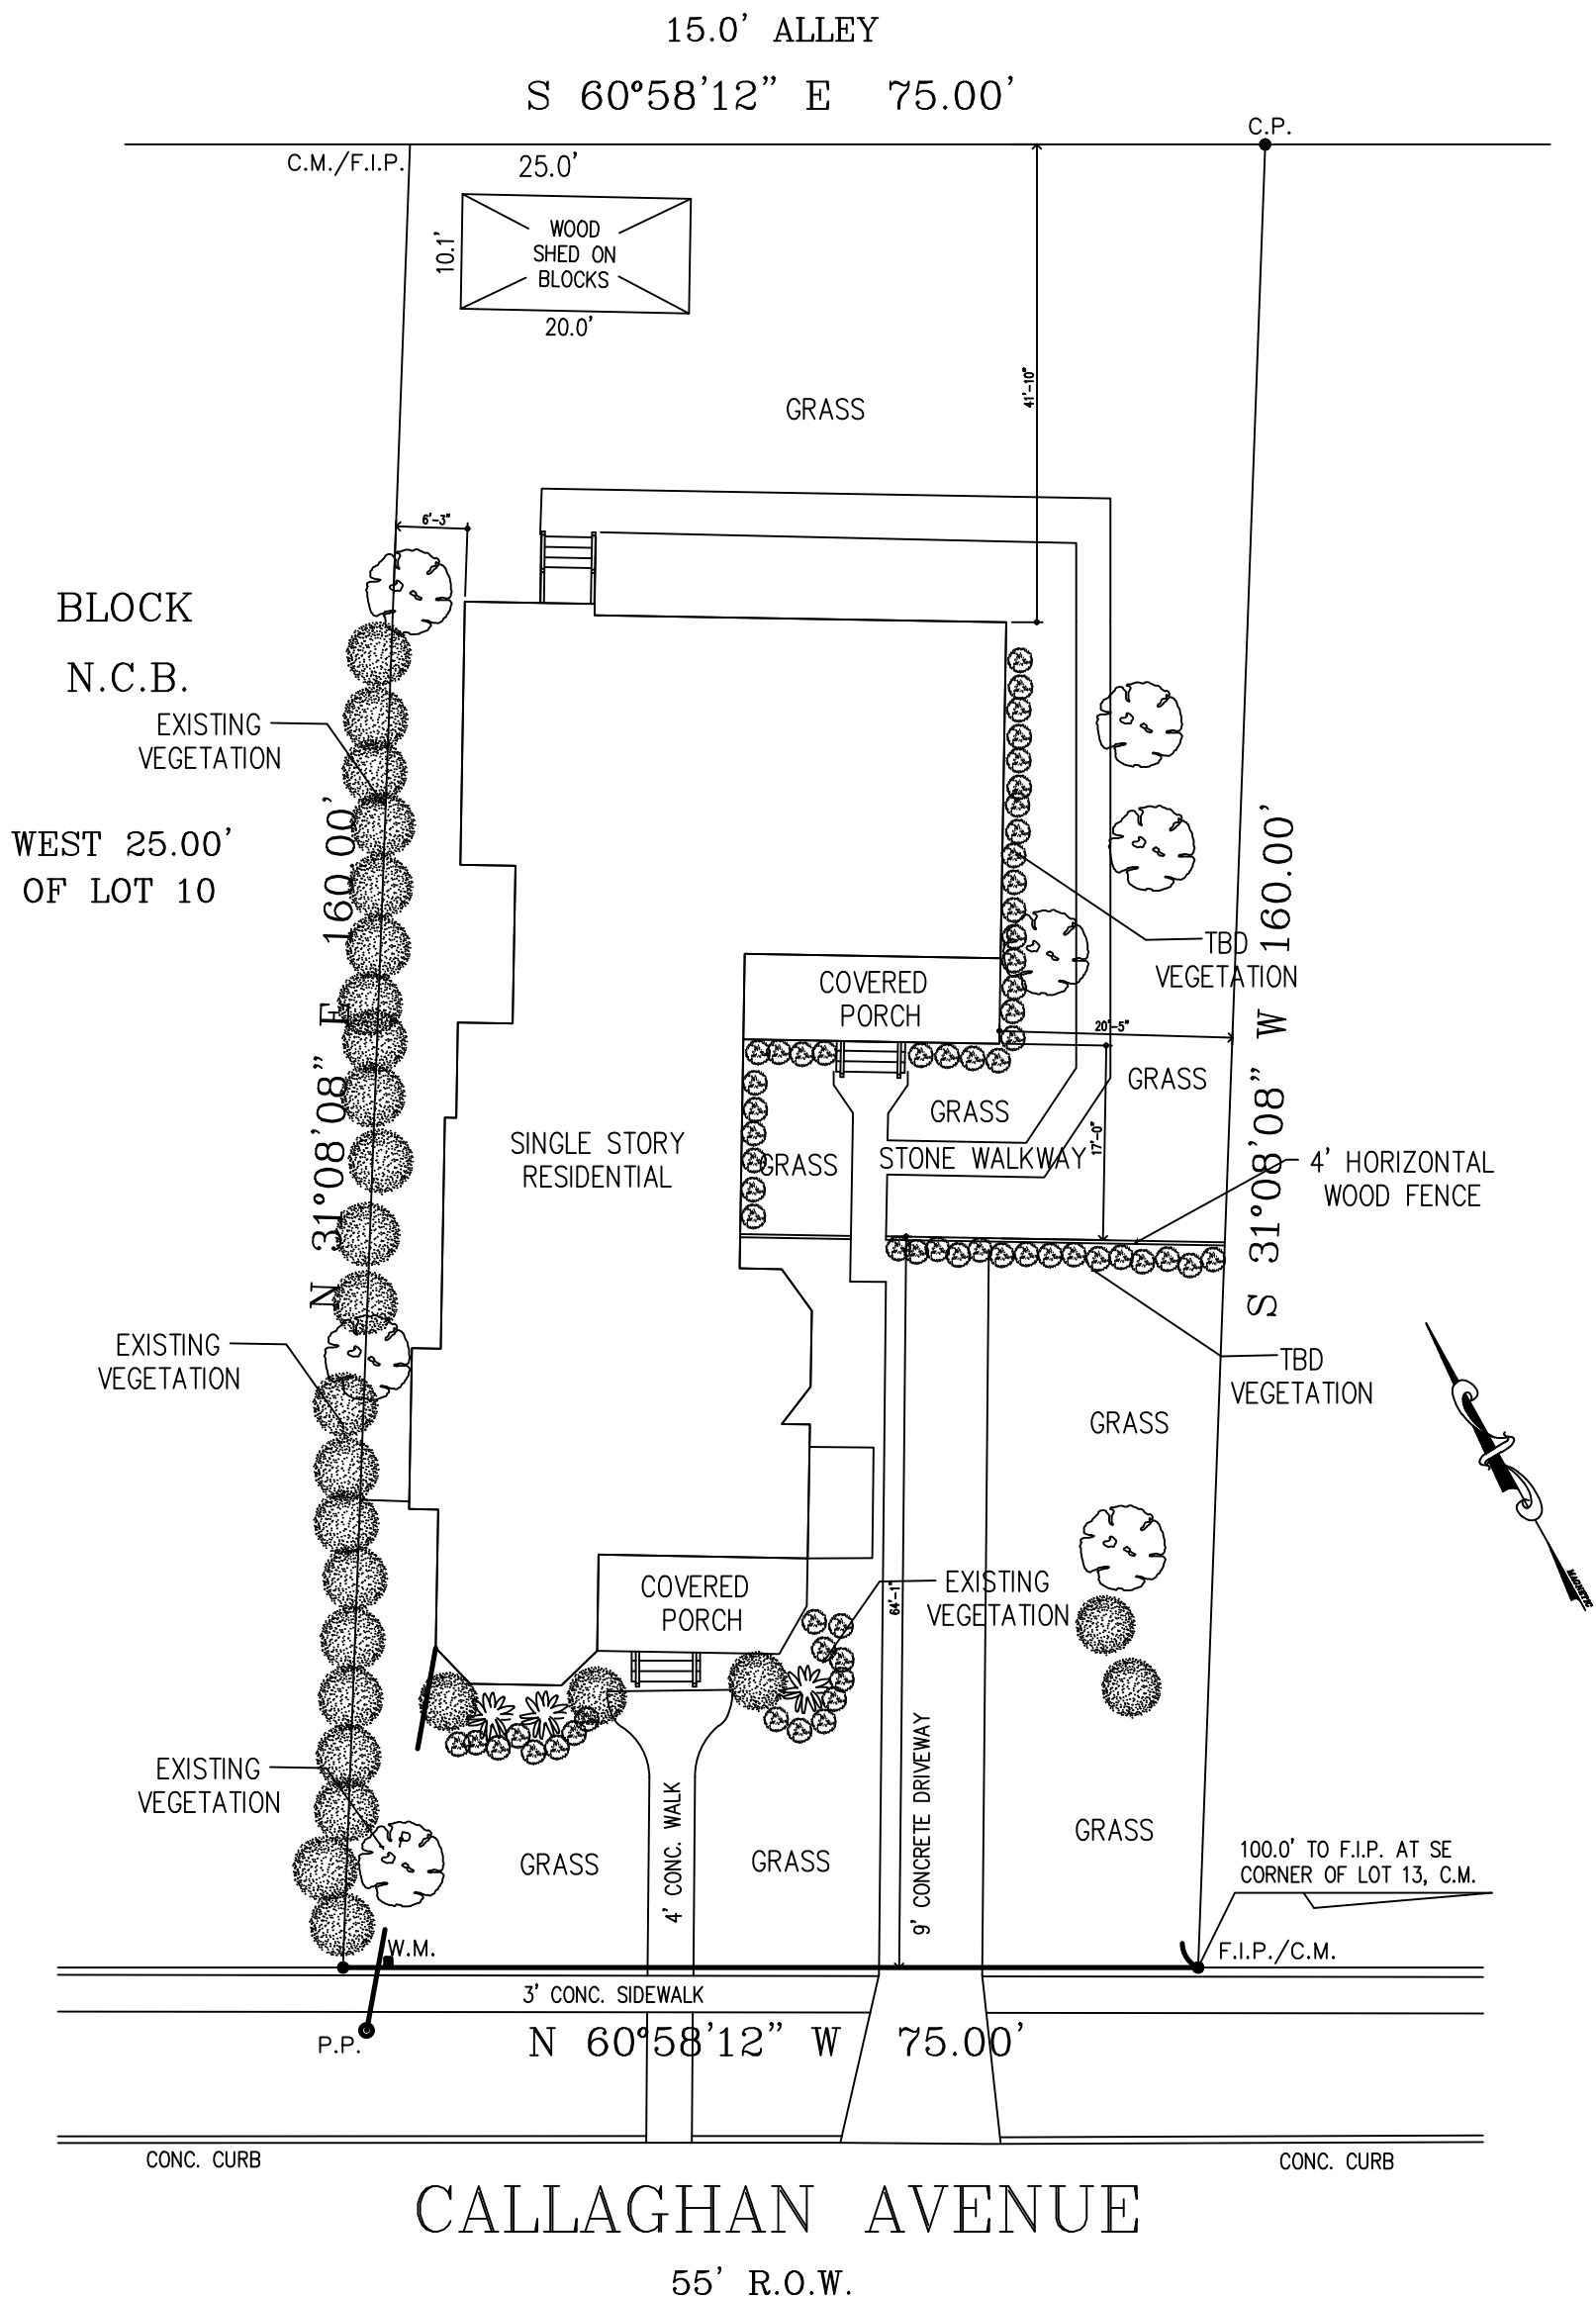 15.0' ALLEY
S 60°58'12" E 75.00'
C.P.
C.M./F.I.P.
25.0'
10.1'
WOOD
SHED ON
BLOCKS
20.0'
41'-10"
GRASS
6'-3"
BLOCK
N.C.B.
EXISTING
VEGETATION
WEST 25.00'
OF LOT 10
N 31°08'08" E 160.00'
S 31°08'08" W 160.00'
TBD
VEGETATION
COVERED
PORCH
20'-5"
GRASS
GRASS
SINGLE STORY
RESIDENTIAL
GRASS
STONE WALKWAY
17'-0"
4' HORIZONTAL
WOOD FENCE
EXISTING
VEGETATION
TBD
VEGETATION
GRASS
COVERED
PORCH
64'-1"
EXISTING
VEGETATION
MAGNETIC
EXISTING
VEGETATION
P
GRASS
4' CONC. WALK
GRASS
9' CONCRETE DRIVEWAY
GRASS
100.0' TO F.I.P. AT SE
CORNER OF LOT 13, C.M.
W.M.
F.I.P./C.M.
3' CONC. SIDEWALK
P.P.
N 60°58'12" W 75.00'
CONC. CURB
CONC. CURB
CALLAGHAN AVENUE
55' R.O.W.